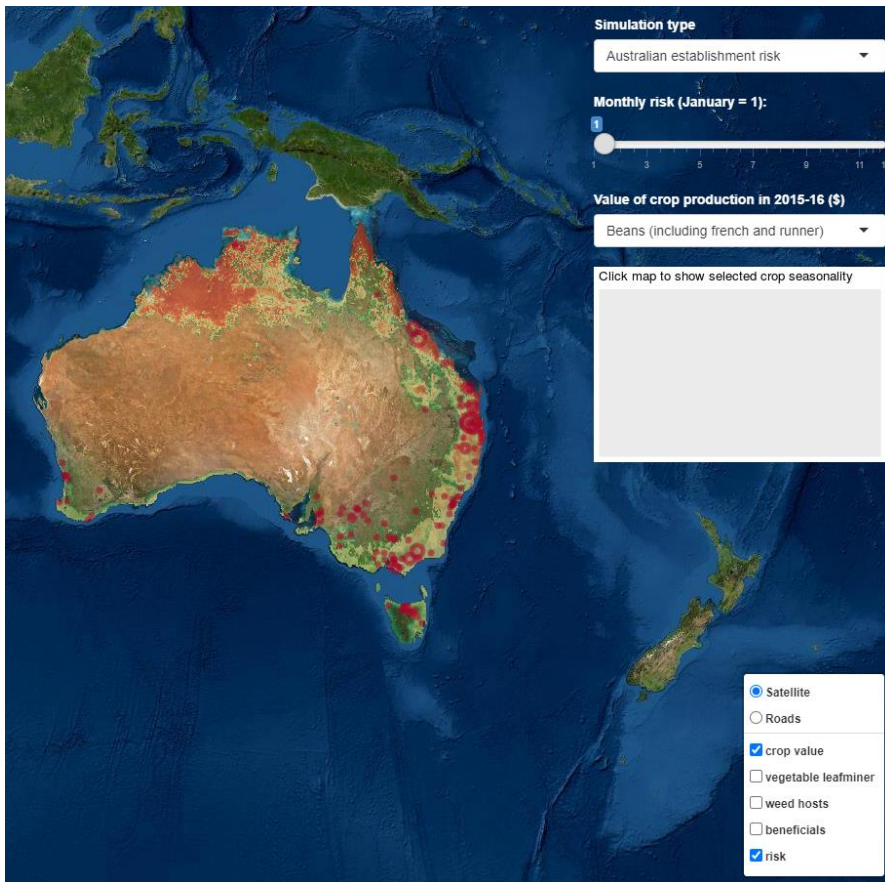 Simulation type
Australian establishment risk
Monthly risk (January = 1):
1
1 3 5 7 9 11 1
Value of crop production in 2015-16 ($)
Beans (including french and runner)
Click map to show selected crop seasonality
Satellite
Roads
crop value
vegetable leafminer
weed hosts
beneficials
risk